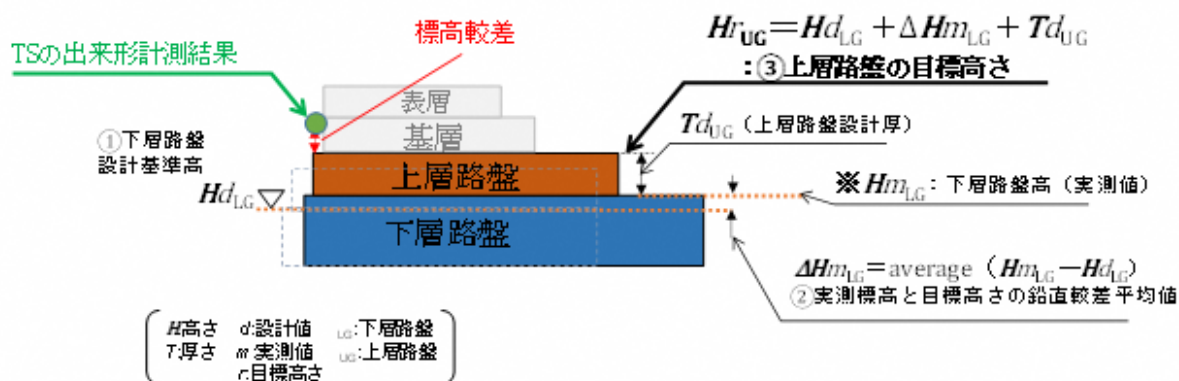 標高較差
Hr_UG=Hd_LG+ΔHm_LG+Td_UG
:③上層路盤の目標高さ
TSの出来形計測結果
表層
基層
①下層路盤
設計基準高
Td_UG(上層路盤設計厚)
上層路盤
※Hm_LG:下層路盤高(実測値)
Hd_LG
下層路盤
ΔHm_LG=average(Hm_LG—Hd_LG)
②実測標高と目標高さの鉛直較差平均値
H高さ d:設計値 LG:下層路盤
T:厚さ m:実測値 UG:上層路盤
r:目標高さ